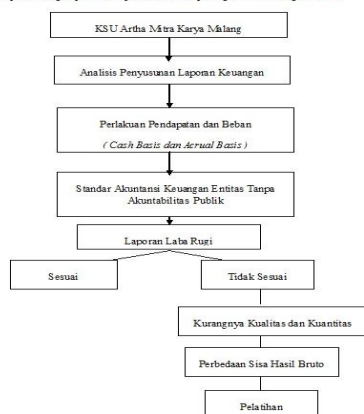 KSU Artha Mitra Karya Malang
Analisis Penyusunan Laporan Keuangan
Perlakuan Pendapatan dan Beban
( Cash Basis dan Acrual Basis )
Standar Akuntansi Keuangan Entitas Tanpa
Akuntabilitas Publik
Laporan Laba Rugi
Sesuai
Tidak Sesuai
Kurangnya Kualitas dan Kuantitas
Perbedaan Sisa Hasil Bruto
Pelatihan